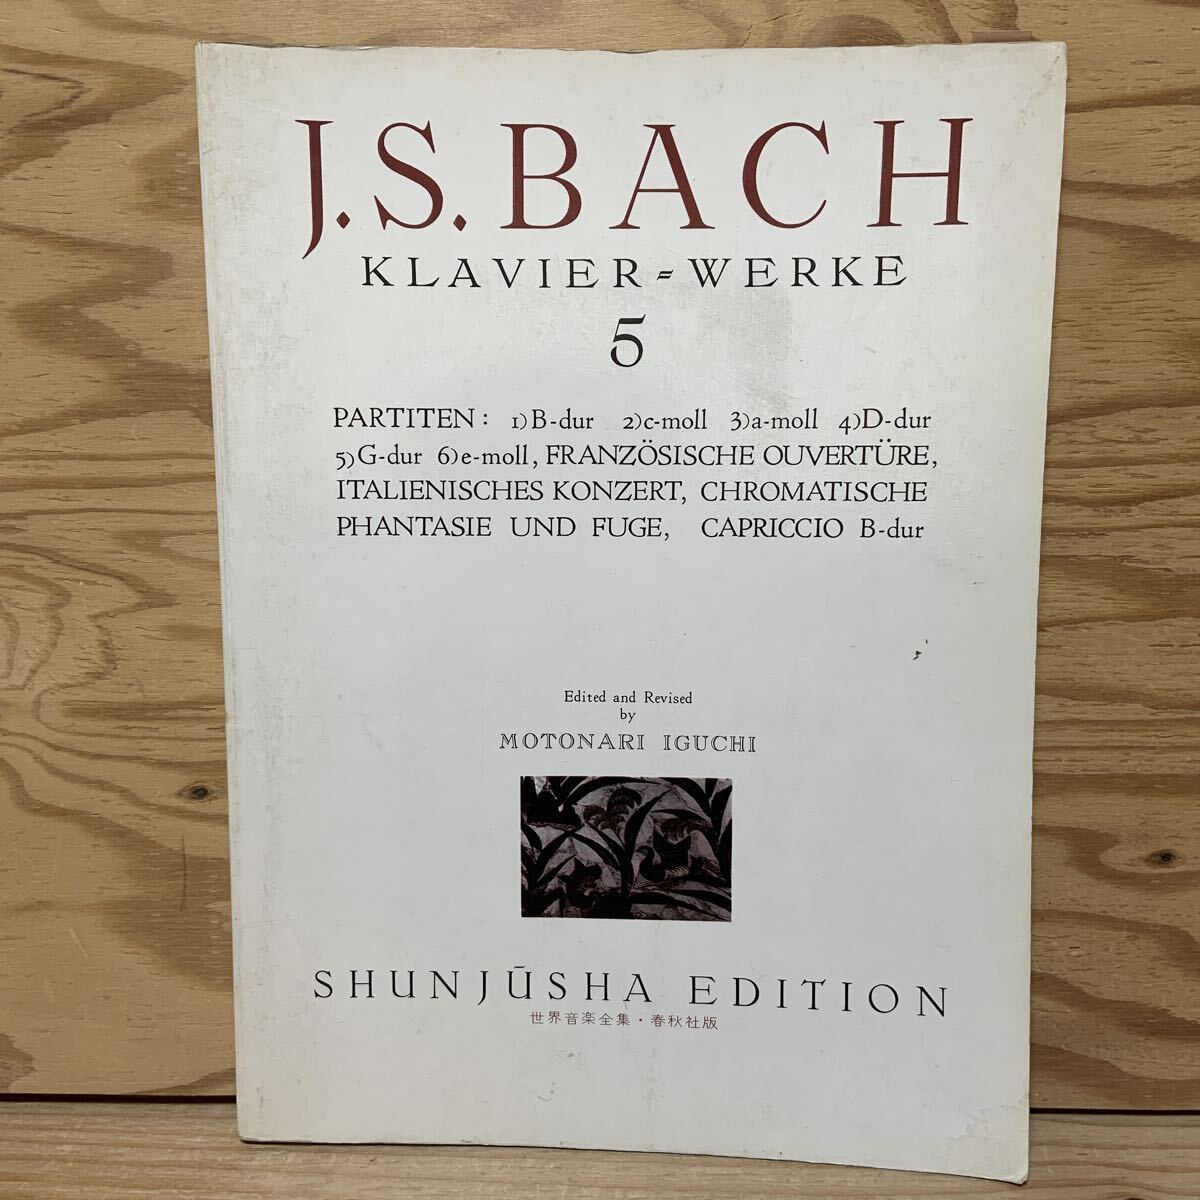 J.S.BACH
KLAVIER=WERKE
5
PARTITEN: 1)B-dur 2)c-moll 3)a-moll 4)D-dur
5)G-dur 6)e-moll, FRANZÖSISCHE OUVERTÜRE,
ITALIENISCHES KONZERT, CHROMATISCHE
PHANTASIE UND FUGE, CAPRICCIO B-dur
Edited and Revised
by
MOTONARI IGUCHI
SHUNJŪSHA EDITION
世界音楽全集・春秋社版